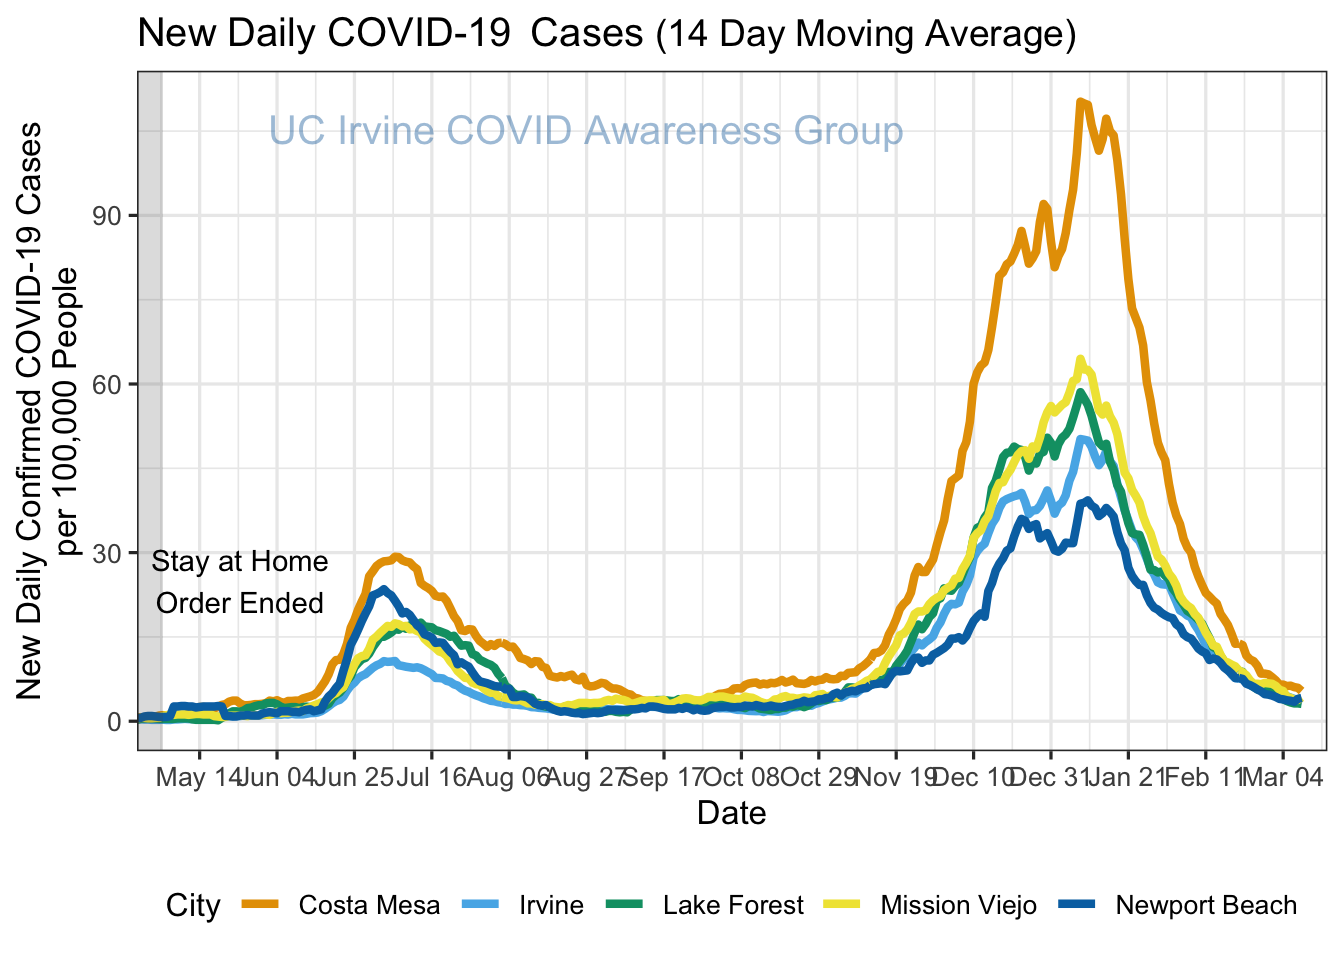 New Daily COVID-19  Cases (14 Day Moving Average)
UC Irvine COVID Awareness Group
New Daily Confirmed COVID-19 Cases
per 100,000 People
90
60
30
0
Stay at Home
Order Ended
May 14 Jun 04 Jun 25 Jul 16 Aug 06 Aug 27 Sep 17 Oct 08 Oct 29 Nov 19 Dec 10 Dec 31 Jan 21 Feb 11 Mar 04
Date
City Costa Mesa Irvine Lake Forest Mission Viejo Newport Beach